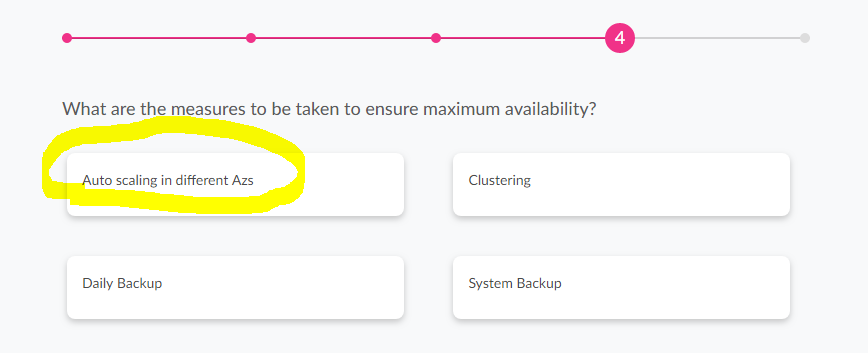 4
What are the measures to be taken to ensure maximum availability?
Auto scaling in different Azs
Clustering
Daily Backup
System Backup